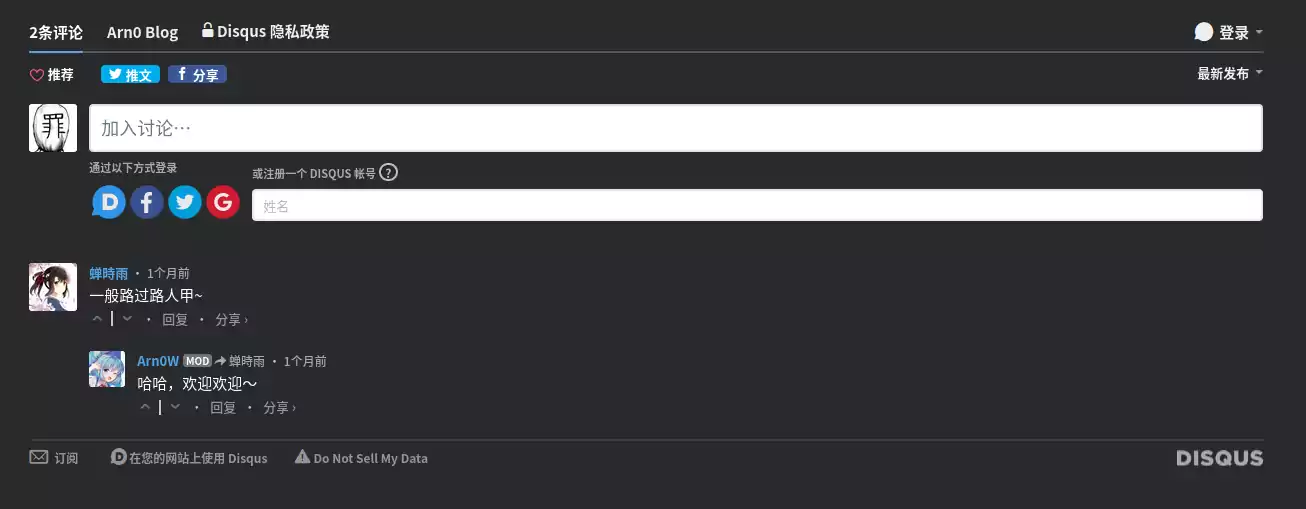 2条评论 Arn0 Blog Disqus 隐私政策 登录
推荐 推文 f 分享 最新发布
罪
加入讨论…
通过以下方式登录
或注册一个 DISQUS 帐号 ?
D f G
姓名
蝉時雨 • 1个月前
一般路过路人甲~
• 回复 • 分享 ›
Arn0W MOD 蝉時雨 • 1个月前
哈哈，欢迎欢迎～
• 回复 • 分享 ›
订阅 D 在您的网站上使用 Disqus Do Not Sell My Data DISQUS